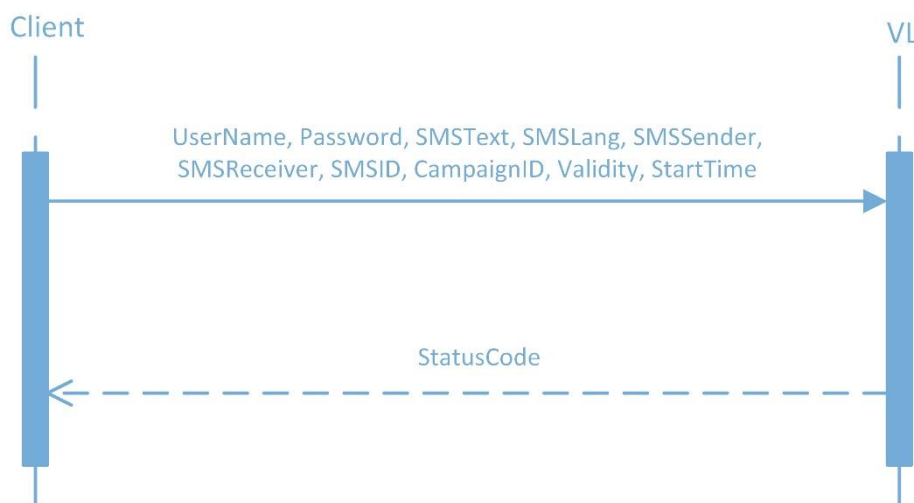 Client
VL
UserName, Password, SMSText, SMSLang, SMSSender,
SMSReceiver, SMSID, CampaignID, Validity, StartTime
StatusCode